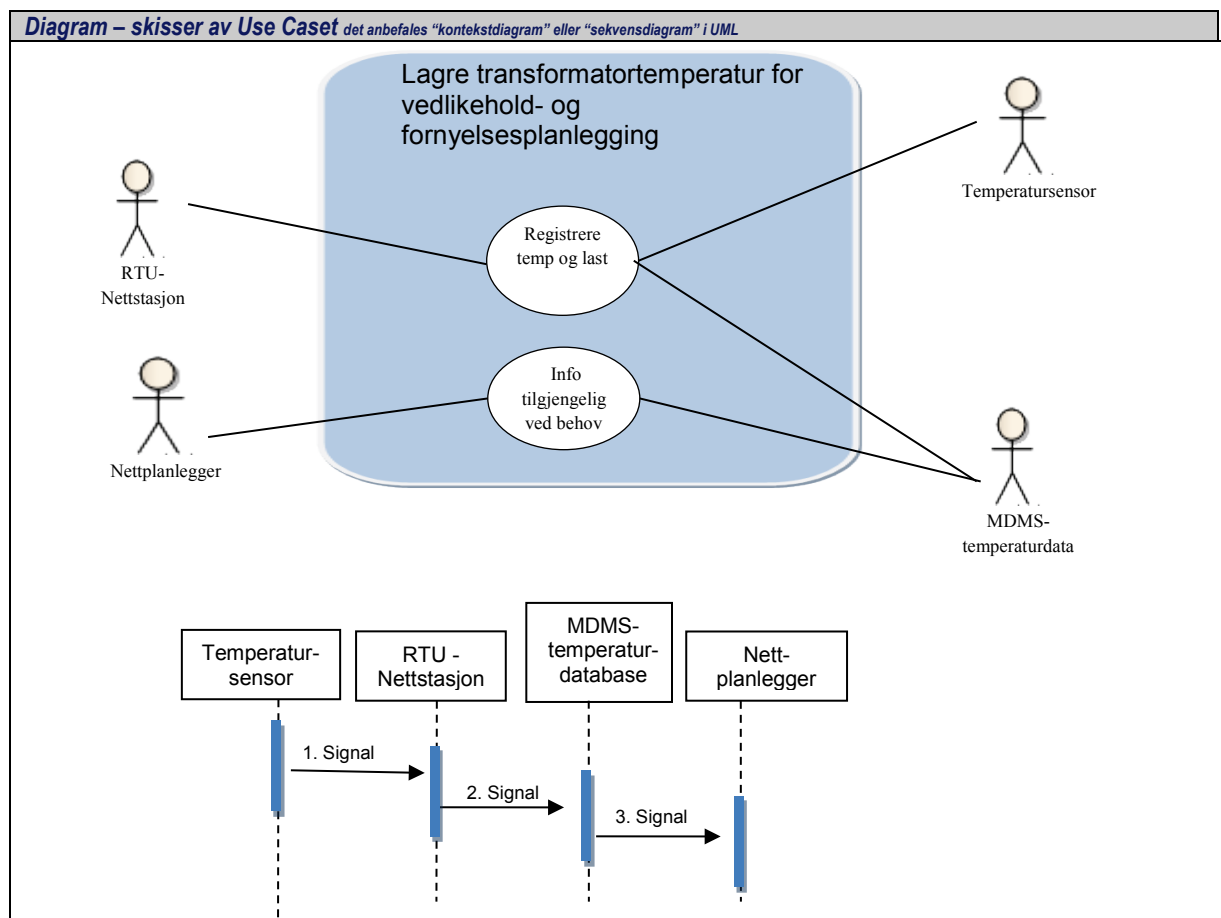 Diagram – skisser av Use Caset det anbefales “kontekstdiagram” eller “sekvensdiagram” i UML
Lagre transformatortemperatur for
vedlikehold- og
fornyelsesplanlegging
Temperatursensor
Registrere
temp og last
RTU-
Nettstasjon
Info
tilgjengelig
ved behov
Nettplanlegger
MDMS-
temperaturdata
Temperatur-
sensor
RTU -
Nettstasjon
MDMS-
temperatur-
database
Nett-
planlegger
1. Signal
2. Signal
3. Signal